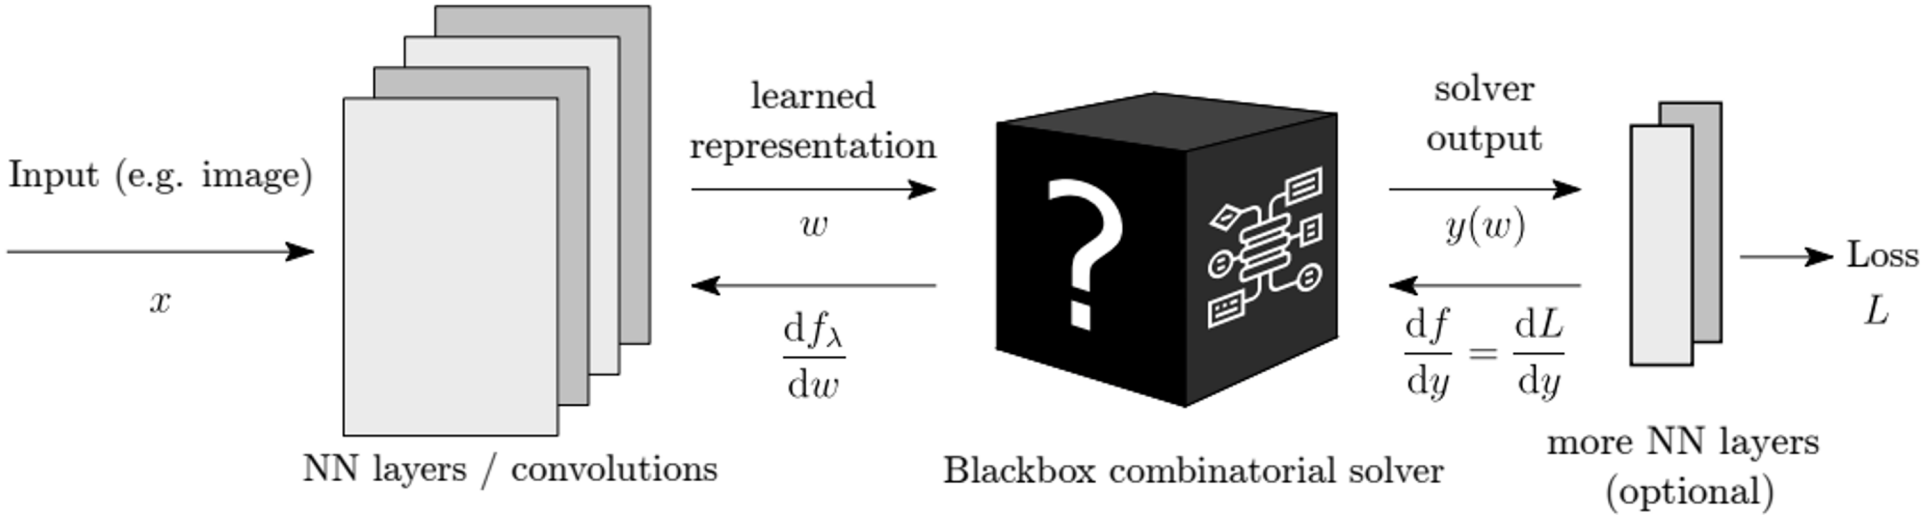 Input (e.g. image)
x
NN layers / convolutions
learned
representation
w
df_λ
dw
?
Blackbox combinatorial solver
solver
output
y(w)
df/dy = dL/dy
more NN layers
(optional)
Loss
L